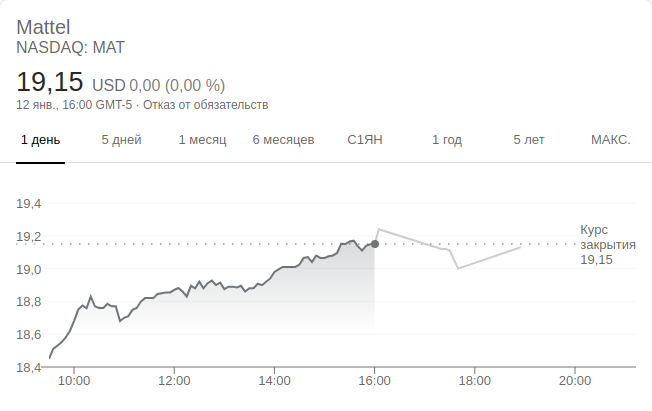 Mattel
NASDAQ: MAT
19,15 USD 0,00 (0,00 %)
12 янв., 16:00 GMT-5 · Отказ от обязательств
1 день 5 дней 1 месяц 6 месяцев С1ЯН 1 год 5 лет МАКС.
19,4
19,2
19,0
18,8
18,6
18,4
Курс
закрытия
19,15
10:00 12:00 14:00 16:00 18:00 20:00